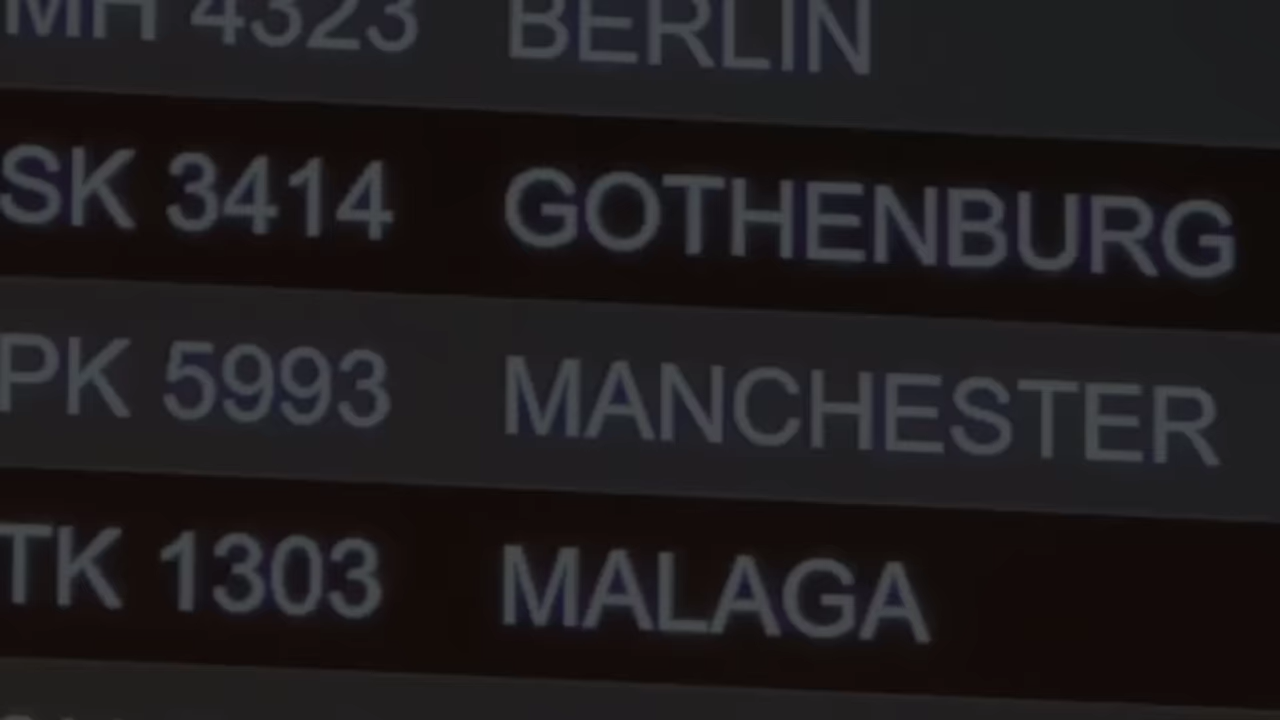 MH 4323 BERLIN
SK 3414 GOTHENBURG
PK 5993 MANCHESTER
TK 1303 MALAGA